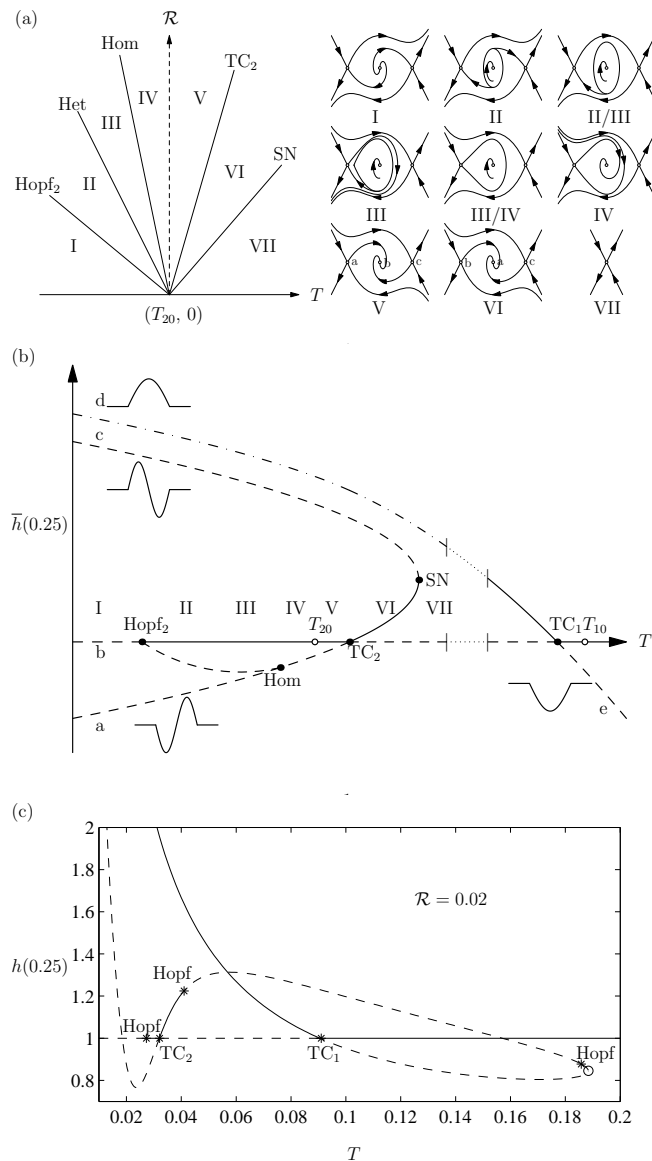 (a)
𝓡
Hom
TC₂
Het
IV
V
III
SN
Hopf₂
II
VI
I
VII
T
(T₂₀, 0)
I
II
II/III
III
III/IV
IV
a b c
b a c
V
VI
VII
(b)
d
c
h̅(0.25)
SN
I II III IV V VI VII
Hopf₂
T₂₀
TC₁ T₁₀
T
b
TC₂
Hom
a
e
(c)
2
1.8
𝓡 = 0.02
1.6
1.4
h(0.25)
Hopf
1.2
Hopf
Hopf
1
TC₂
TC₁
0.8
0.02 0.04 0.06 0.08 0.1 0.12 0.14 0.16 0.18 0.2
T